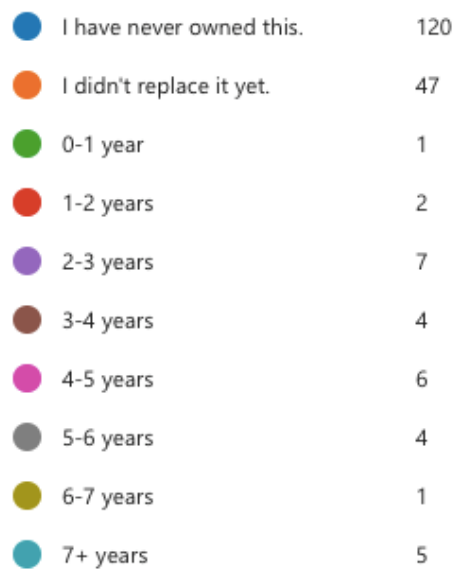 I have never owned this. 120
I didn't replace it yet. 47
0-1 year 1
1-2 years 2
2-3 years 7
3-4 years 4
4-5 years 6
5-6 years 4
6-7 years 1
7+ years 5